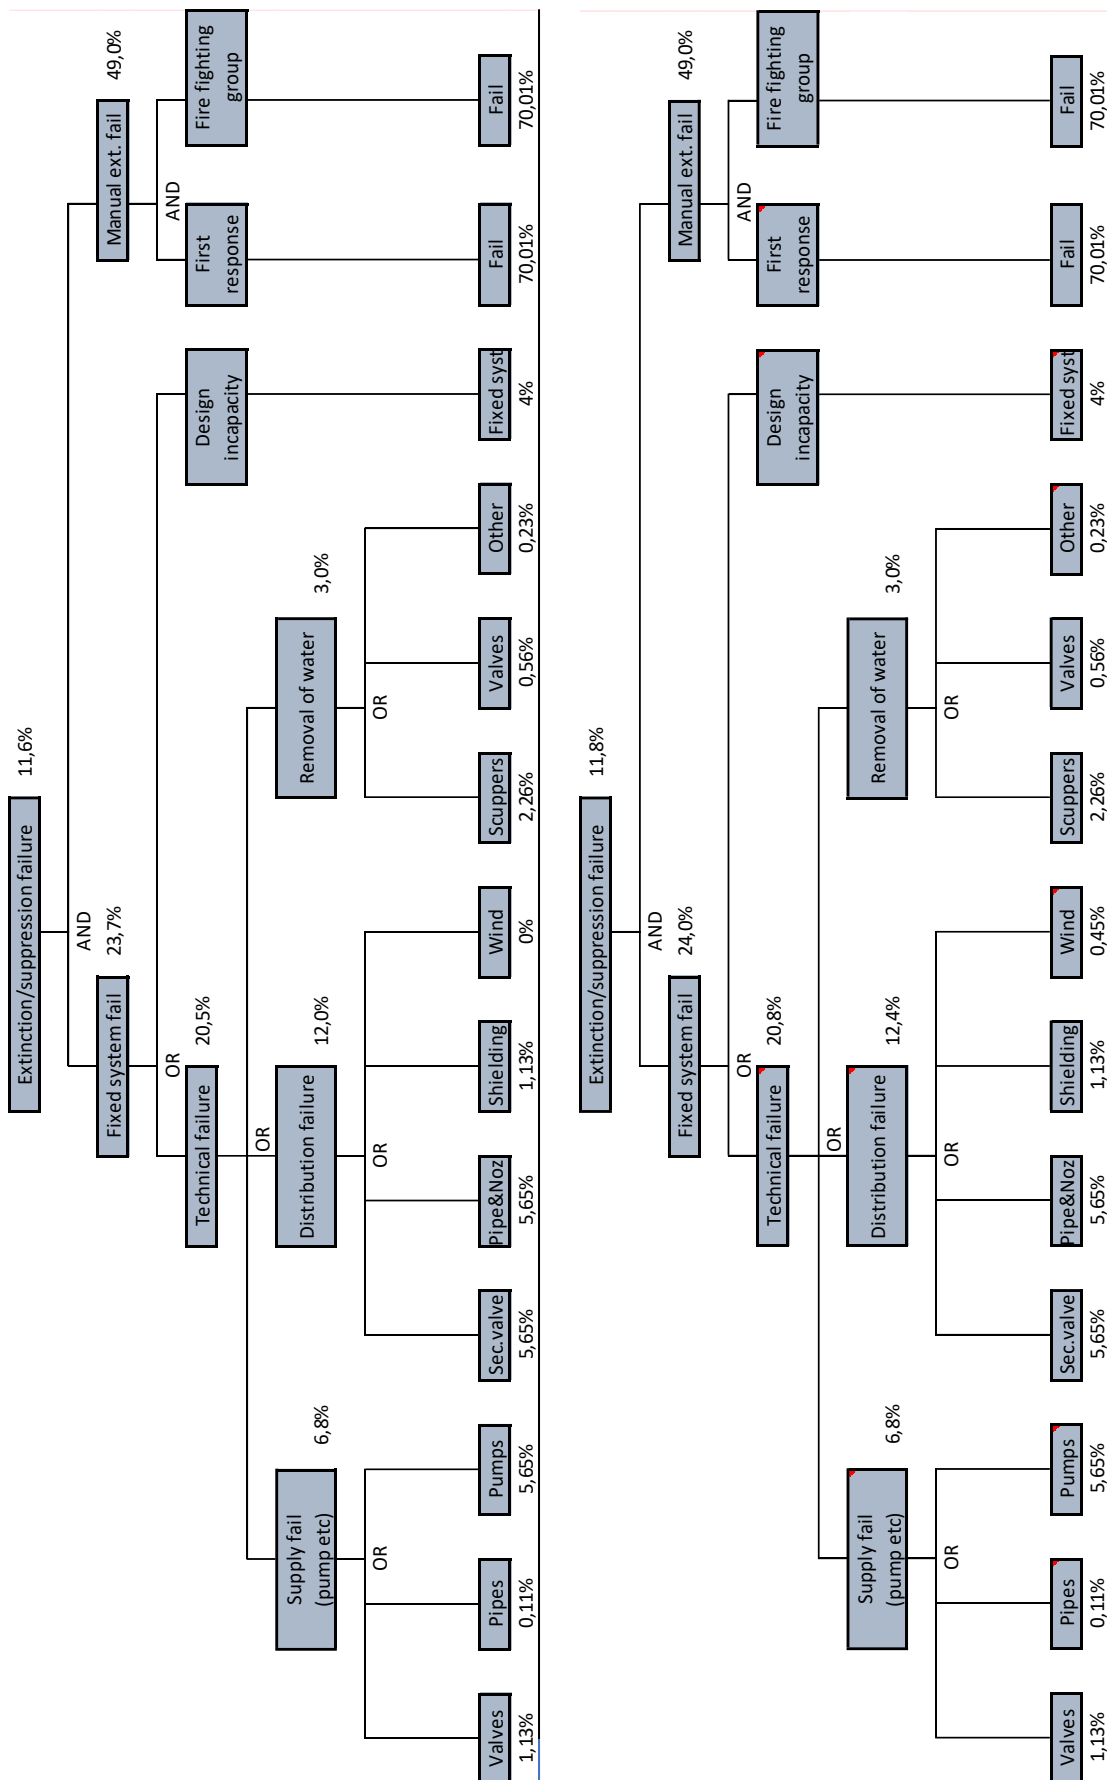 Extinction/suppression failure
11,6%
AND
Fixed system fail
23,7%
Manual ext. fail
49,0%
OR
AND
Technical failure
20,5%
Design
incapacity
First
response
Fire fighting
group
OR
Supply fail
(pump etc)
6,8%
Distribution failure
12,0%
Removal of water
3,0%
OR
OR
OR
Valves
Pipes
Pumps
Sec.valve
Pipe&Noz
Shielding
Wind
Scuppers
Valves
Other
Fixed syst
Fail
Fail
1,13%
0,11%
5,65%
5,65%
5,65%
1,13%
0%
2,26%
0,56%
0,23%
4%
70,01%
70,01%
Extinction/suppression failure
11,8%
AND
Fixed system fail
24,0%
Manual ext. fail
49,0%
OR
AND
Technical failure
20,8%
Design
incapacity
First
response
Fire fighting
group
OR
Supply fail
(pump etc)
6,8%
Distribution failure
12,4%
Removal of water
3,0%
OR
OR
OR
Valves
Pipes
Pumps
Sec.valve
Pipe&Noz
Shielding
Wind
Scuppers
Valves
Other
Fixed syst
Fail
Fail
1,13%
0,11%
5,65%
5,65%
5,65%
1,13%
0,45%
2,26%
0,56%
0,23%
4%
70,01%
70,01%